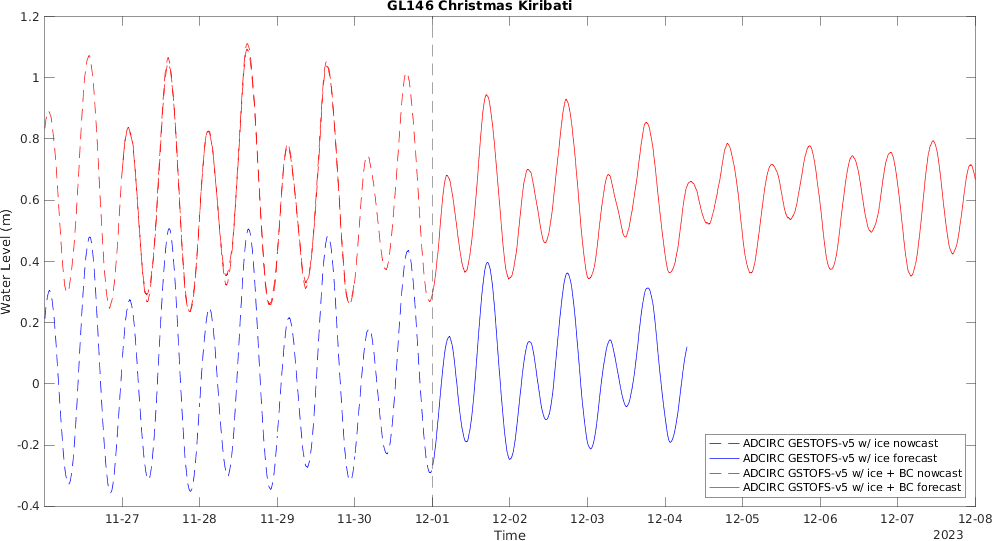 GL146 Christmas Kiribati
1.2
1
0.8
0.6
0.4
0.2
0
-0.2
-0.4
Water Level (m)
ADCIRC GESTOFS-v5 w/ ice nowcast
ADCIRC GESTOFS-v5 w/ ice forecast
ADCIRC GSTOFS-v5 w/ ice + BC nowcast
ADCIRC GSTOFS-v5 w/ ice + BC forecast
11-27 11-28 11-29 11-30 12-01 12-02 12-03 12-04 12-05 12-06 12-07 12-08
Time
2023